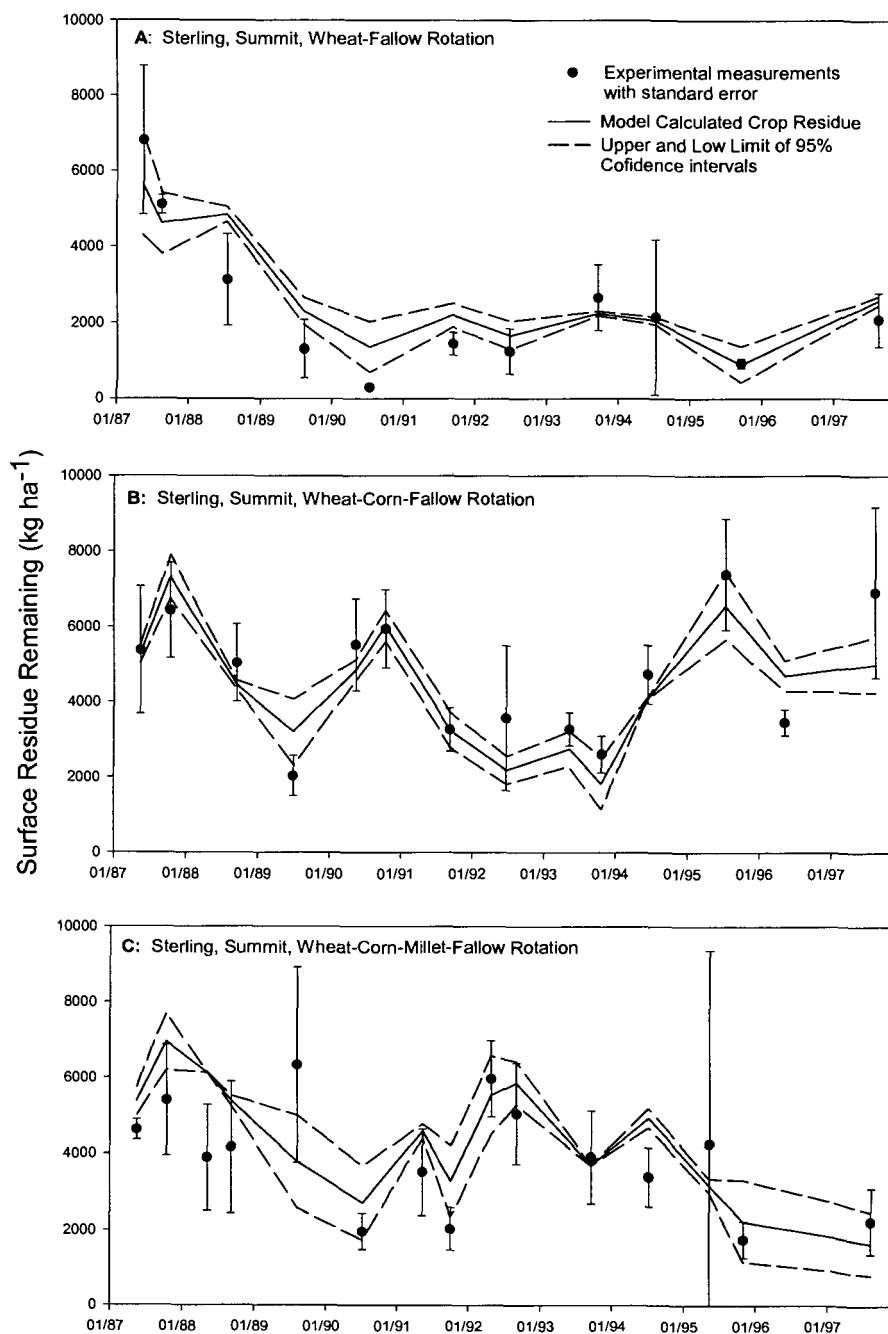 A: Sterling, Summit, Wheat-Fallow Rotation
Experimental measurements
with standard error
Model Calculated Crop Residue
Upper and Low Limit of 95%
Cofidence intervals
10000
8000
6000
4000
2000
0
01/87 01/88 01/89 01/90 01/91 01/92 01/93 01/94 01/95 01/96 01/97
Surface Residue Remaining (kg ha⁻¹)
B: Sterling, Summit, Wheat-Corn-Fallow Rotation
10000
8000
6000
4000
2000
0
01/87 01/88 01/89 01/90 01/91 01/92 01/93 01/94 01/95 01/96 01/97
C: Sterling, Summit, Wheat-Corn-Millet-Fallow Rotation
10000
8000
6000
4000
2000
0
01/87 01/88 01/89 01/90 01/91 01/92 01/93 01/94 01/95 01/96 01/97